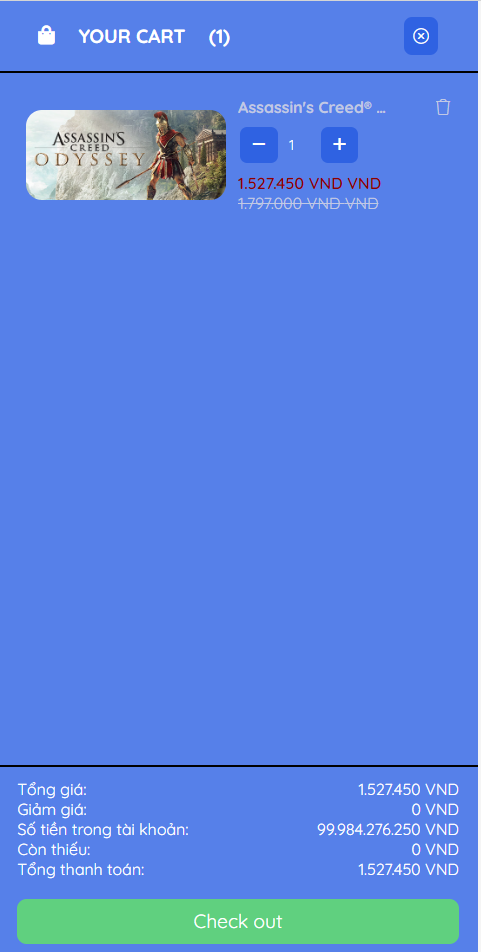 YOUR CART (1)
Assassin's Creed® ...
ASSASSIN'S
CREED
ODYSSEY
1
1.527.450 VND VND
1.797.000 VND VND
Tổng giá: 1.527.450 VND
Giảm giá: 0 VND
Số tiền trong tài khoản: 99.984.276.250 VND
Còn thiếu: 0 VND
Tổng thanh toán: 1.527.450 VND
Check out